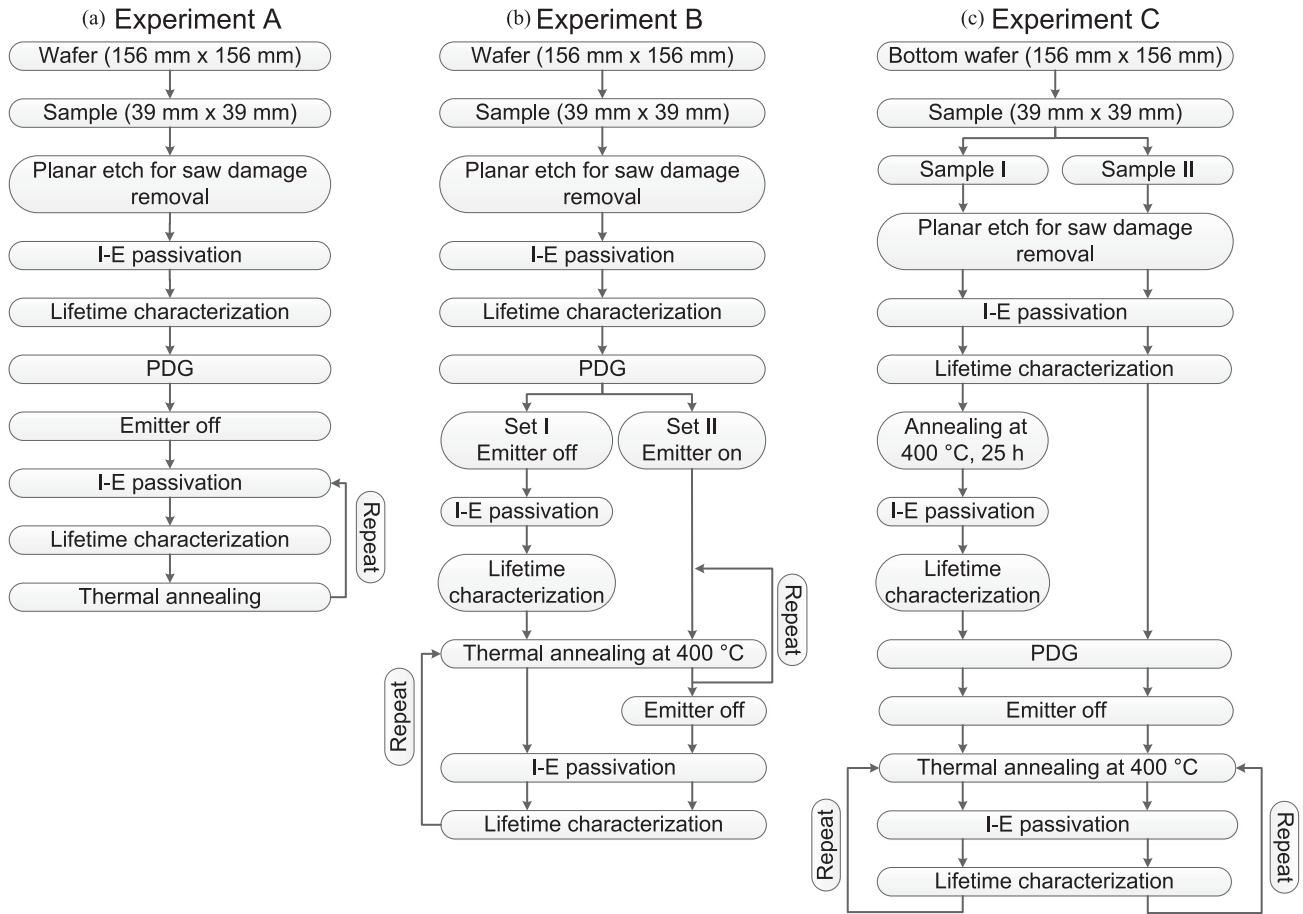 (a) Experiment A
Wafer (156 mm x 156 mm)
Sample (39 mm x 39 mm)
Planar etch for saw damage
removal
I-E passivation
Lifetime characterization
PDG
Emitter off
I-E passivation
Lifetime characterization
Thermal annealing
Repeat
(b) Experiment B
Wafer (156 mm x 156 mm)
Sample (39 mm x 39 mm)
Planar etch for saw damage
removal
I-E passivation
Lifetime characterization
PDG
Set I
Emitter off
Set II
Emitter on
I-E passivation
Lifetime
characterization
Repeat
Thermal annealing at 400 °C
Emitter off
Repeat
I-E passivation
Lifetime characterization
(c) Experiment C
Bottom wafer (156 mm x 156 mm)
Sample (39 mm x 39 mm)
Sample I
Sample II
Planar etch for saw damage
removal
I-E passivation
Lifetime characterization
Annealing at
400 °C, 25 h
I-E passivation
Lifetime
characterization
PDG
Emitter off
Thermal annealing at 400 °C
I-E passivation
Lifetime characterization
Repeat
Repeat